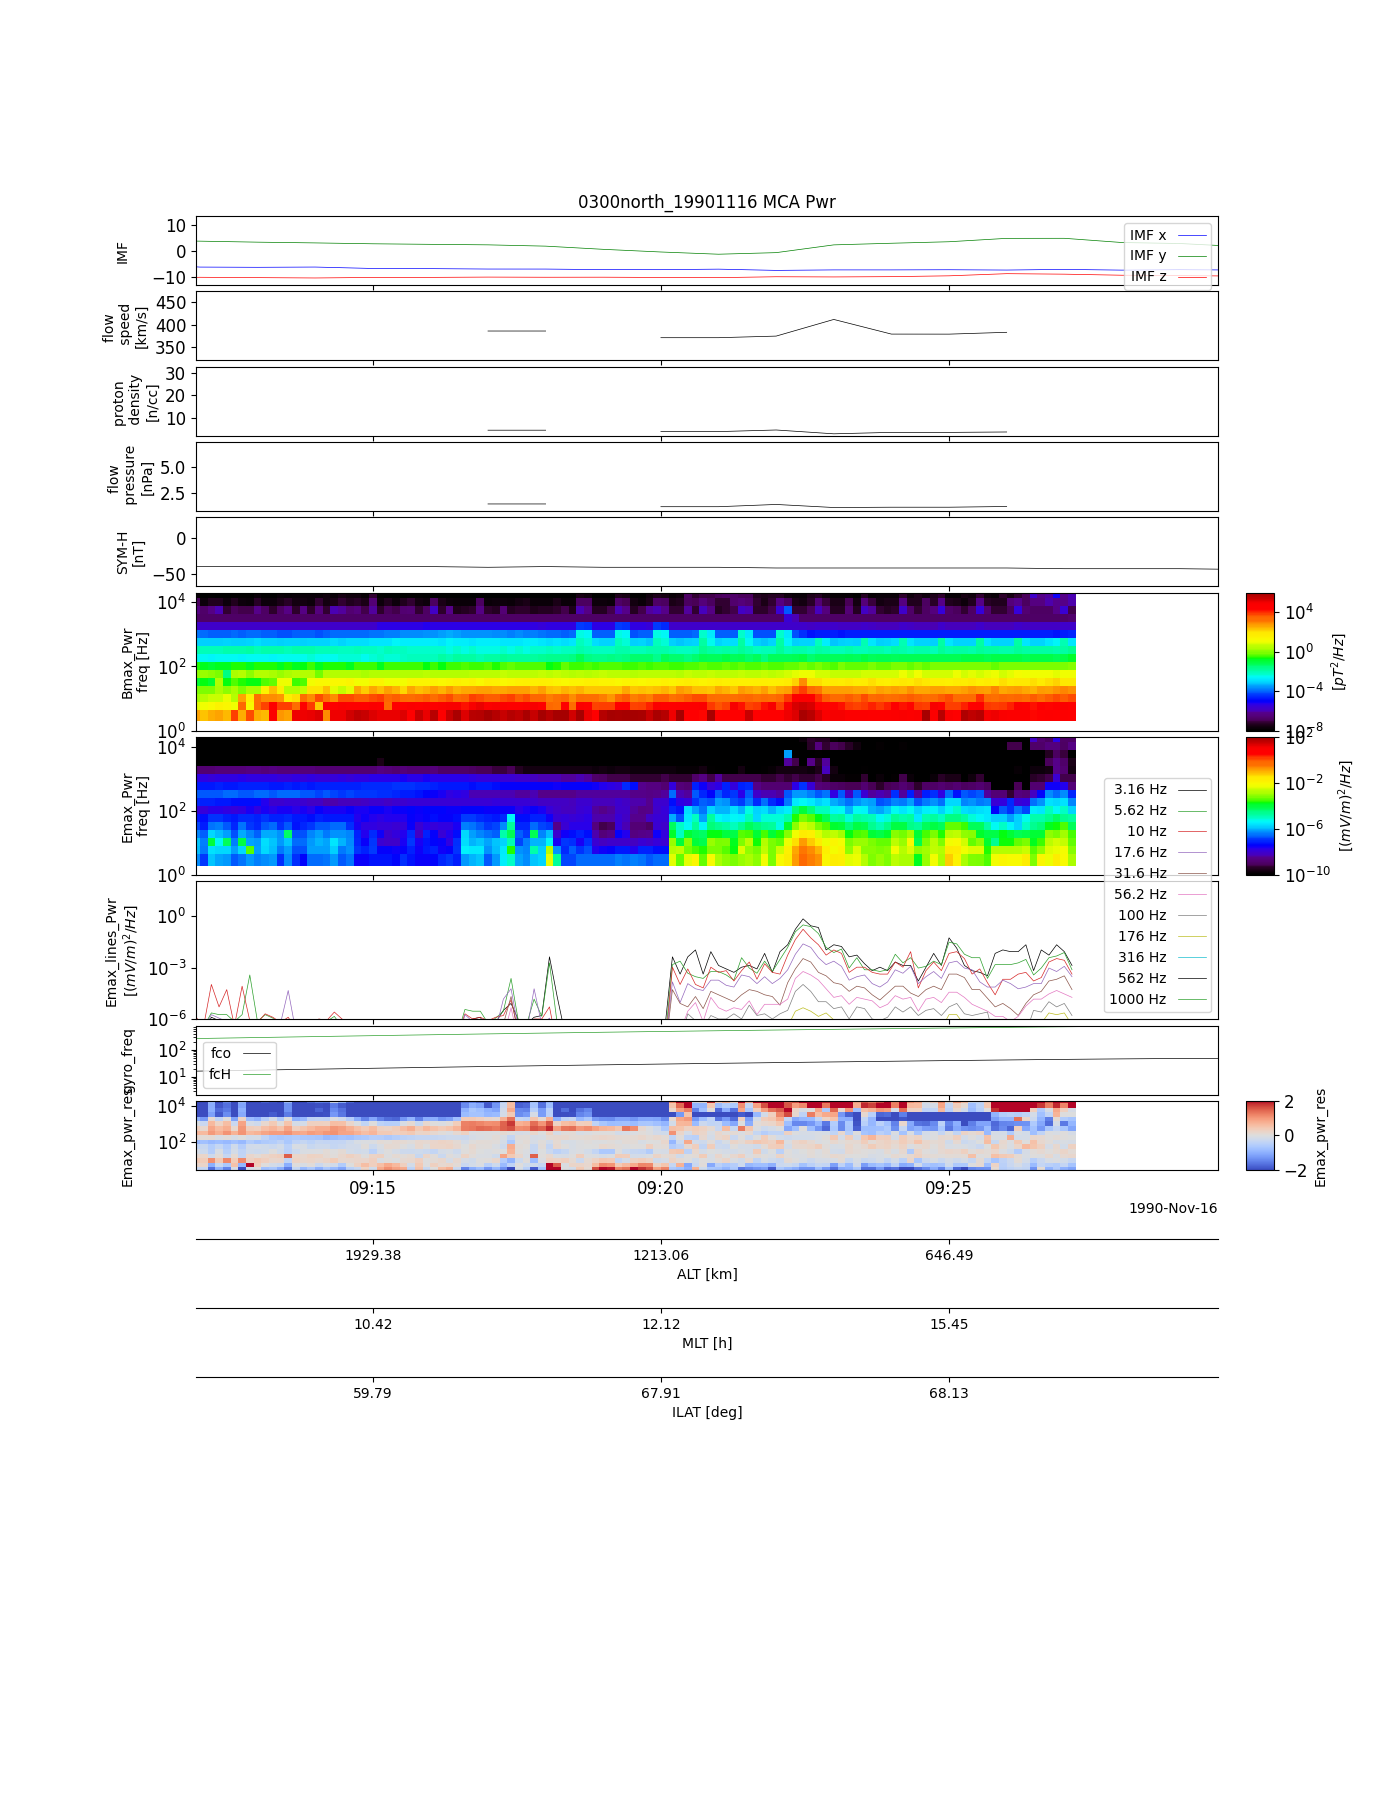 0300north_19901116 MCA Pwr
10
0
−10
IMF
IMF x
IMF y
IMF z
450
400
350
flow
speed
[km/s]
30
20
10
proton
density
[n/cc]
5.0
2.5
flow
pressure
[nPa]
0
−50
SYM-H
[nT]
10⁴
10²
10⁰
Bmax_Pwr
freq [Hz]
10⁴
10⁰
10⁻⁴
10⁻⁸
[pT²/Hz]
10⁴
10²
10⁰
Emax_Pwr
freq [Hz]
10²
10⁻²
10⁻⁶
10⁻¹⁰
[(mV/m)²/Hz]
3.16 Hz
5.62 Hz
10 Hz
17.6 Hz
31.6 Hz
56.2 Hz
100 Hz
176 Hz
316 Hz
562 Hz
1000 Hz
10⁰
10⁻³
10⁻⁶
Emax_lines_Pwr
[(mV/m)²/Hz]
10²
10¹
gyro_freq
fco
fcH
10⁴
10²
Emax_pwr_res
2
0
−2
Emax_pwr_res
09:15 09:20 09:25
1990-Nov-16
1929.38 1213.06 646.49
ALT [km]
10.42 12.12 15.45
MLT [h]
59.79 67.91 68.13
ILAT [deg]